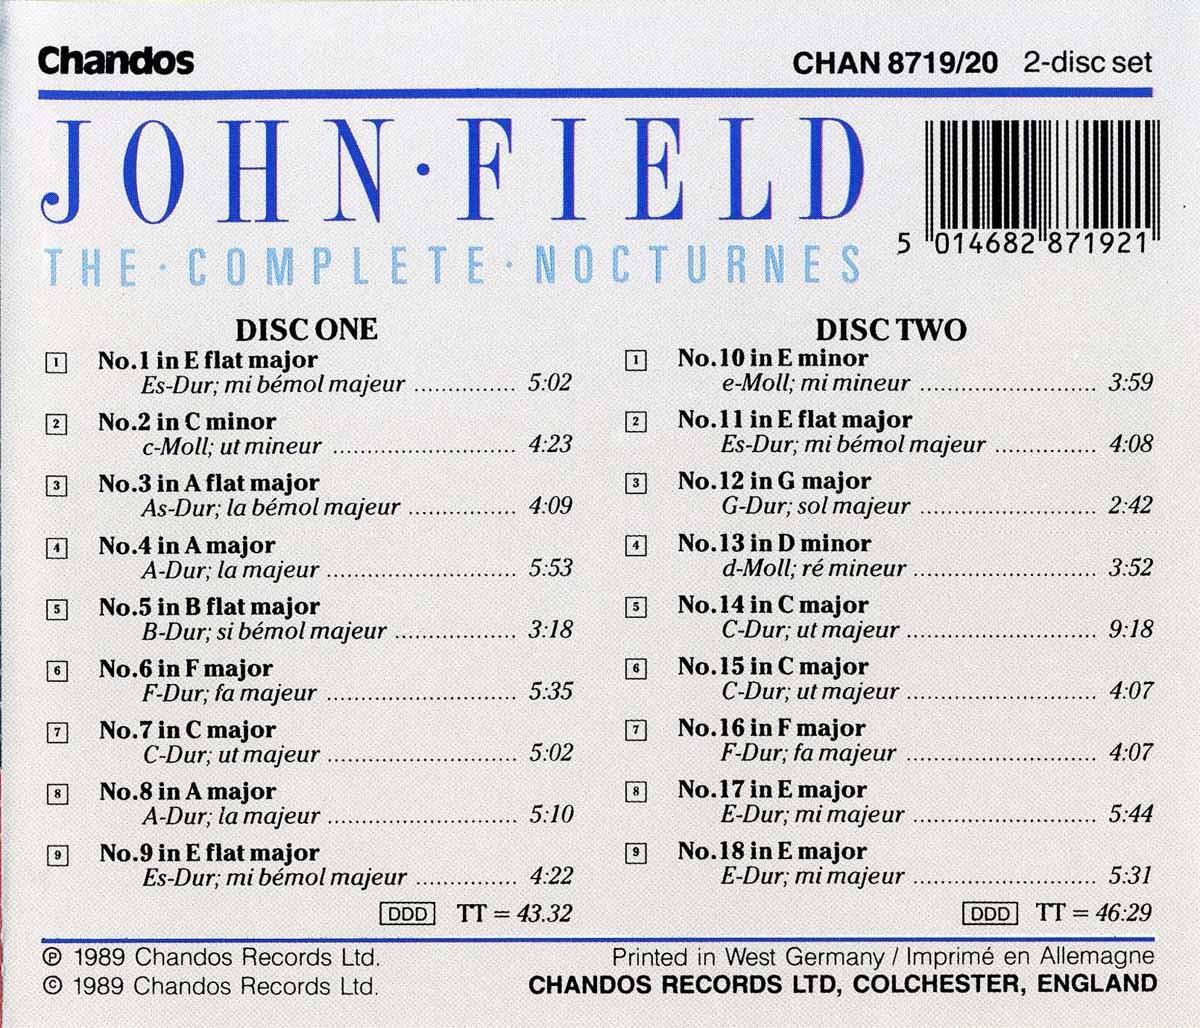 Chandos
CHAN 8719/20 2-disc set
JOHN·FIELD
THE·COMPLETE·NOCTURNES
5 014682 871921
DISC ONE
1 No.1 in E flat major
Es-Dur; mi bémol majeur .............. 5:02
2 No.2 in C minor
c-Moll; ut mineur ......................... 4:23
3 No.3 in A flat major
As-Dur; la bémol majeur ............... 4:09
4 No.4 in A major
A-Dur; la majeur .......................... 5:53
5 No.5 in B flat major
B-Dur; si bémol majeur ................. 3:18
6 No.6 in F major
F-Dur; fa majeur .......................... 5:35
7 No.7 in C major
C-Dur; ut majeur .......................... 5:02
8 No.8 in A major
A-Dur; la majeur .......................... 5:10
9 No.9 in E flat major
Es-Dur; mi bémol majeur .............. 4:22
DDD TT = 43.32
DISC TWO
1 No.10 in E minor
e-Moll; mi mineur ........................ 3:59
2 No.11 in E flat major
Es-Dur; mi bémol majeur .............. 4:08
3 No.12 in G major
G-Dur; sol majeur ........................ 2:42
4 No.13 in D minor
d-Moll; ré mineur ......................... 3:52
5 No.14 in C major
C-Dur; ut majeur .......................... 9:18
6 No.15 in C major
C-Dur; ut majeur .......................... 4:07
7 No.16 in F major
F-Dur; fa majeur .......................... 4:07
8 No.17 in E major
E-Dur; mi majeur ......................... 5:44
9 No.18 in E major
E-Dur; mi majeur ......................... 5:31
DDD TT = 46:29
℗ 1989 Chandos Records Ltd.
© 1989 Chandos Records Ltd.
Printed in West Germany / Imprimé en Allemagne
CHANDOS RECORDS LTD, COLCHESTER, ENGLAND